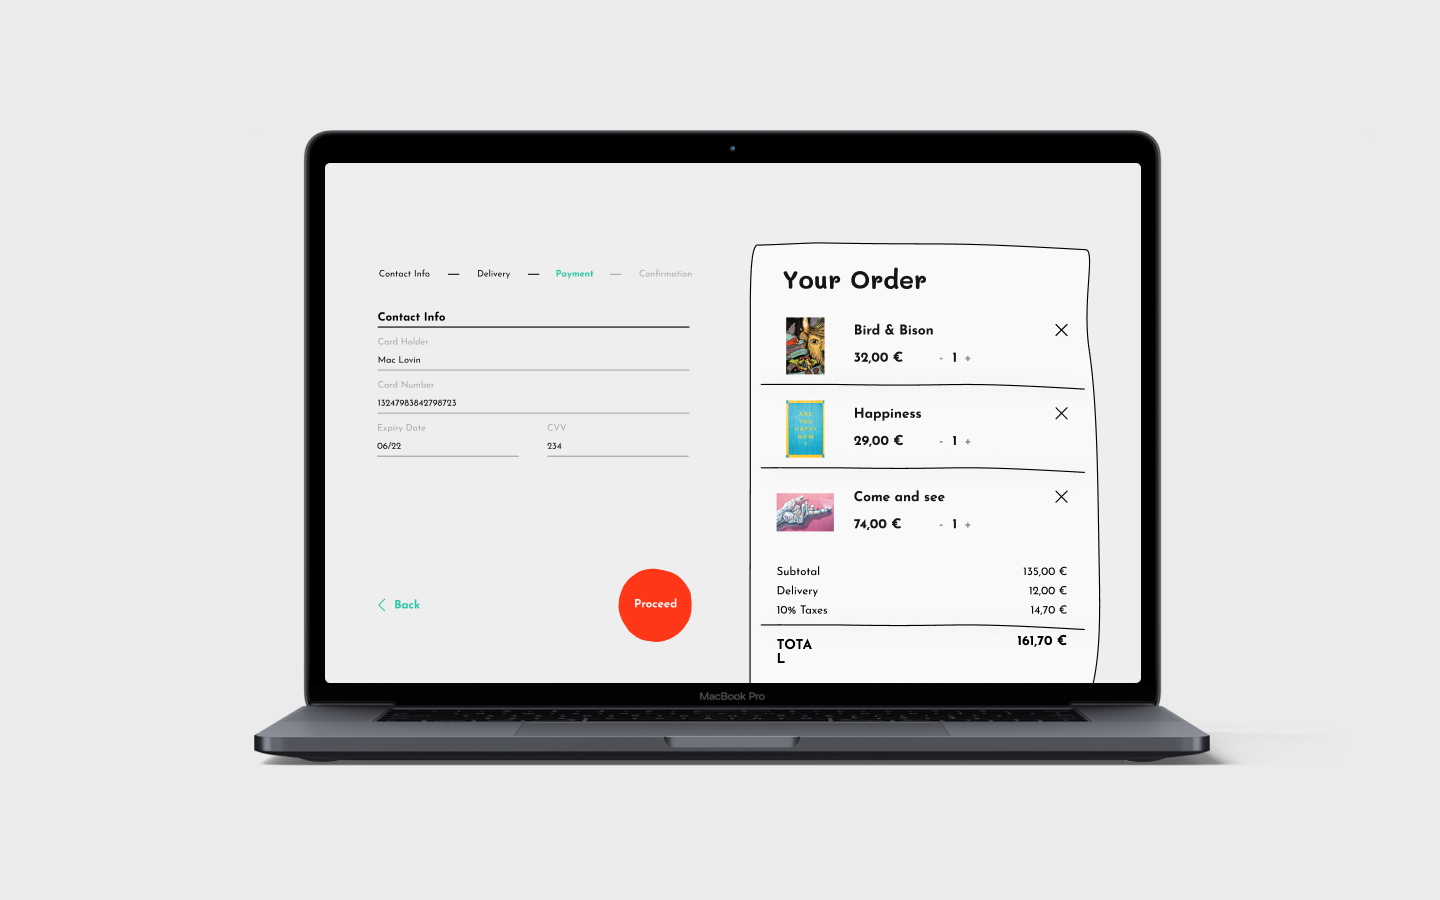 Contact Info — Delivery — Payment — Confirmation
Contact Info
Card Holder
Mac Lovin
Card Number
13247983842798723
Expiry Date CVV
06/22 234
Back
Proceed
Your Order
Bird & Bison
32,00 € - 1 +
Happiness
29,00 € - 1 +
ARE
YOU
HAPPY
NOW
?
Come and see
74,00 € - 1 +
Subtotal 135,00 €
Delivery 12,00 €
10% Taxes 14,70 €
TOTA 161,70 €
L
MacBook Pro